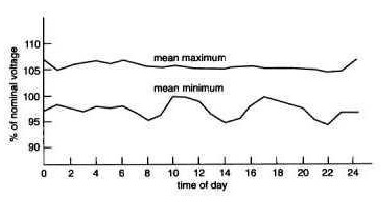 110
mean maximum
105
mean minimum
100
95
90
% of nominal voltage
0 2 4 6 8 10 12 14 16 18 20 22 24
time of day